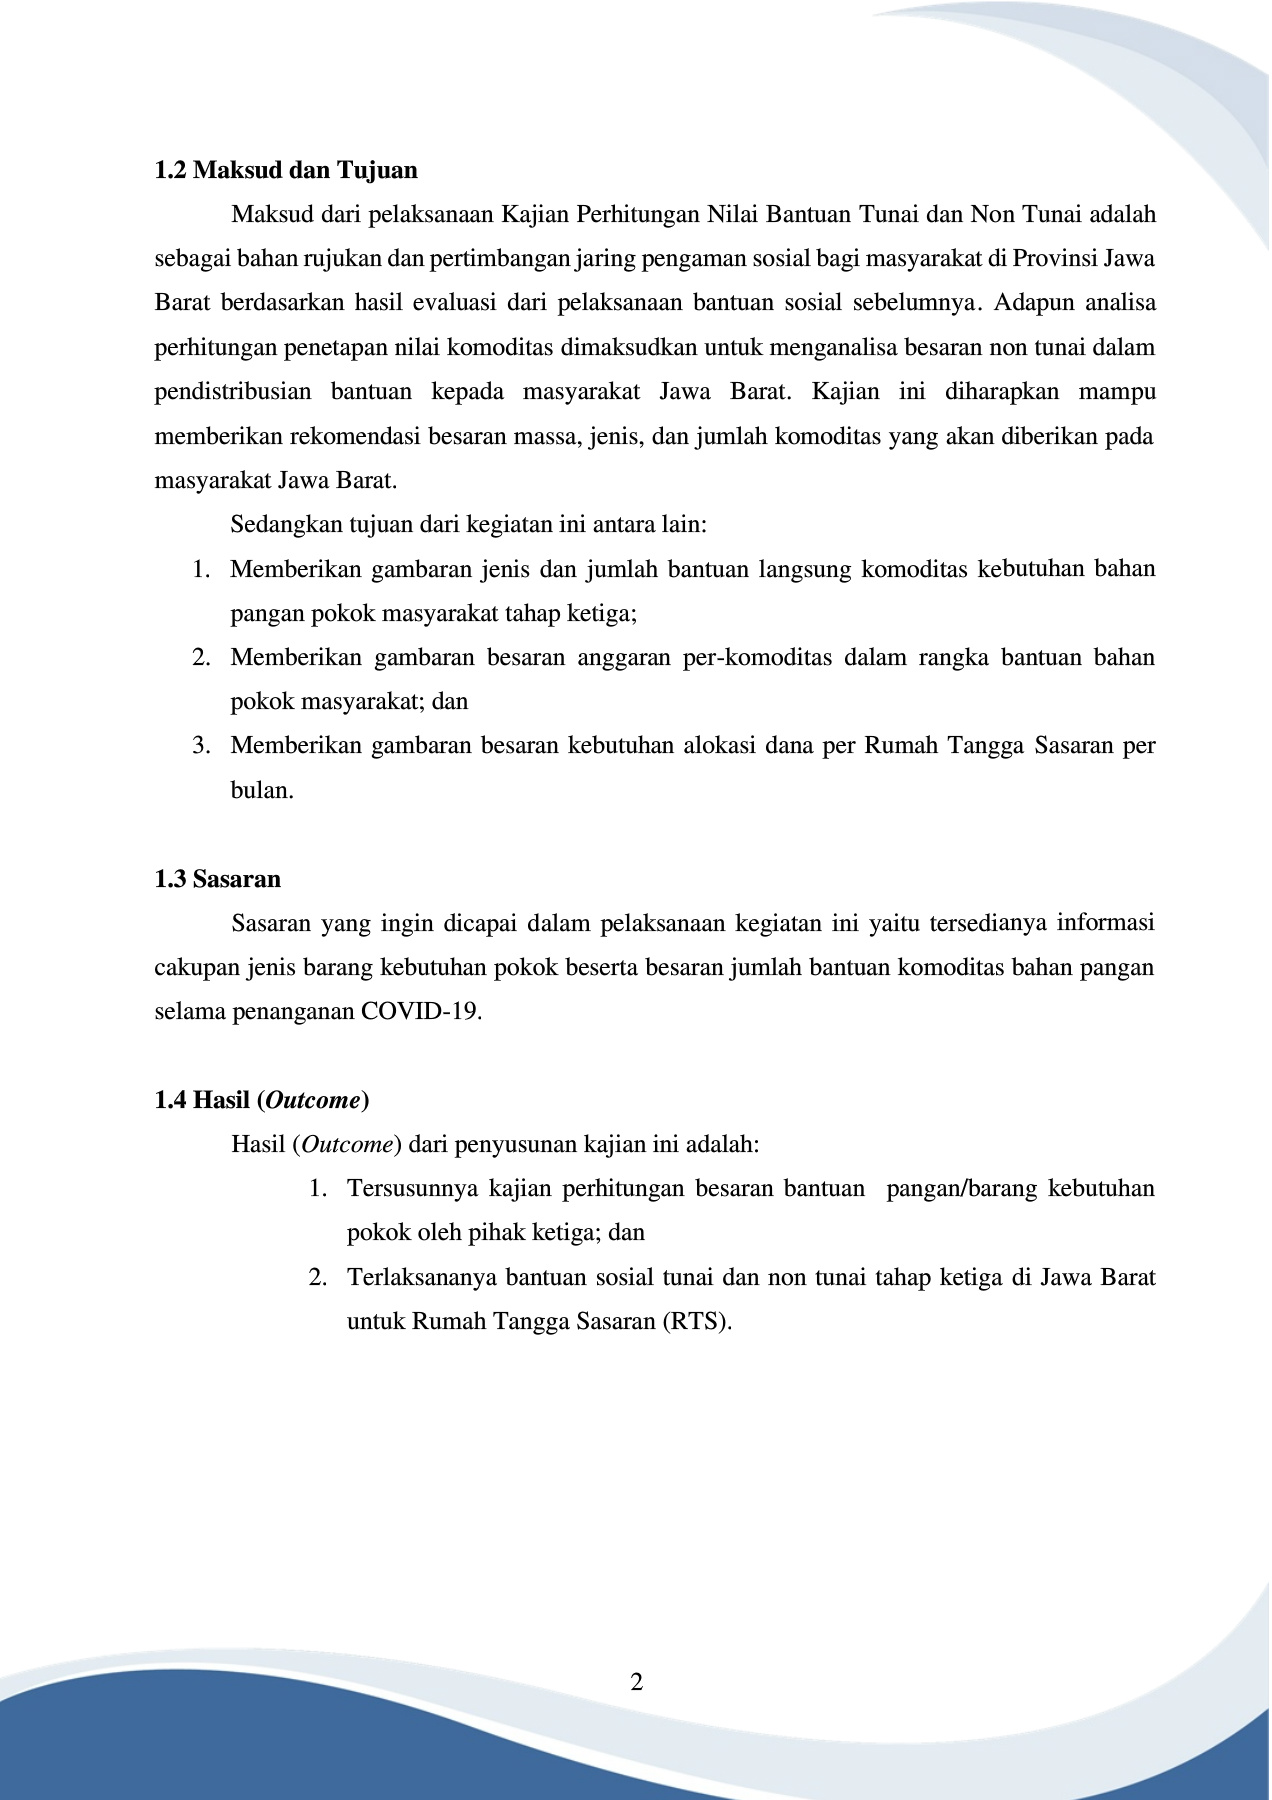 1.2 Maksud dan Tujuan
Maksud dari pelaksanaan Kajian Perhitungan Nilai Bantuan Tunai dan Non Tunai adalah
sebagai bahan rujukan dan pertimbangan jaring pengaman sosial bagi masyarakat di Provinsi Jawa
Barat berdasarkan hasil evaluasi dari pelaksanaan bantuan sosial sebelumnya. Adapun analisa
perhitungan penetapan nilai komoditas dimaksudkan untuk menganalisa besaran non tunai dalam
pendistribusian bantuan kepada masyarakat Jawa Barat. Kajian ini diharapkan mampu
memberikan rekomendasi besaran massa, jenis, dan jumlah komoditas yang akan diberikan pada
masyarakat Jawa Barat.
Sedangkan tujuan dari kegiatan ini antara lain:
1. Memberikan gambaran jenis dan jumlah bantuan langsung komoditas kebutuhan bahan
pangan pokok masyarakat tahap ketiga;
2. Memberikan gambaran besaran anggaran per-komoditas dalam rangka bantuan bahan
pokok masyarakat; dan
3. Memberikan gambaran besaran kebutuhan alokasi dana per Rumah Tangga Sasaran per
bulan.
1.3 Sasaran
Sasaran yang ingin dicapai dalam pelaksanaan kegiatan ini yaitu tersedianya informasi
cakupan jenis barang kebutuhan pokok beserta besaran jumlah bantuan komoditas bahan pangan
selama penanganan COVID-19.
1.4 Hasil (Outcome)
Hasil (Outcome) dari penyusunan kajian ini adalah:
1. Tersusunnya kajian perhitungan besaran bantuan pangan/barang kebutuhan
pokok oleh pihak ketiga; dan
2. Terlaksananya bantuan sosial tunai dan non tunai tahap ketiga di Jawa Barat
untuk Rumah Tangga Sasaran (RTS).
2